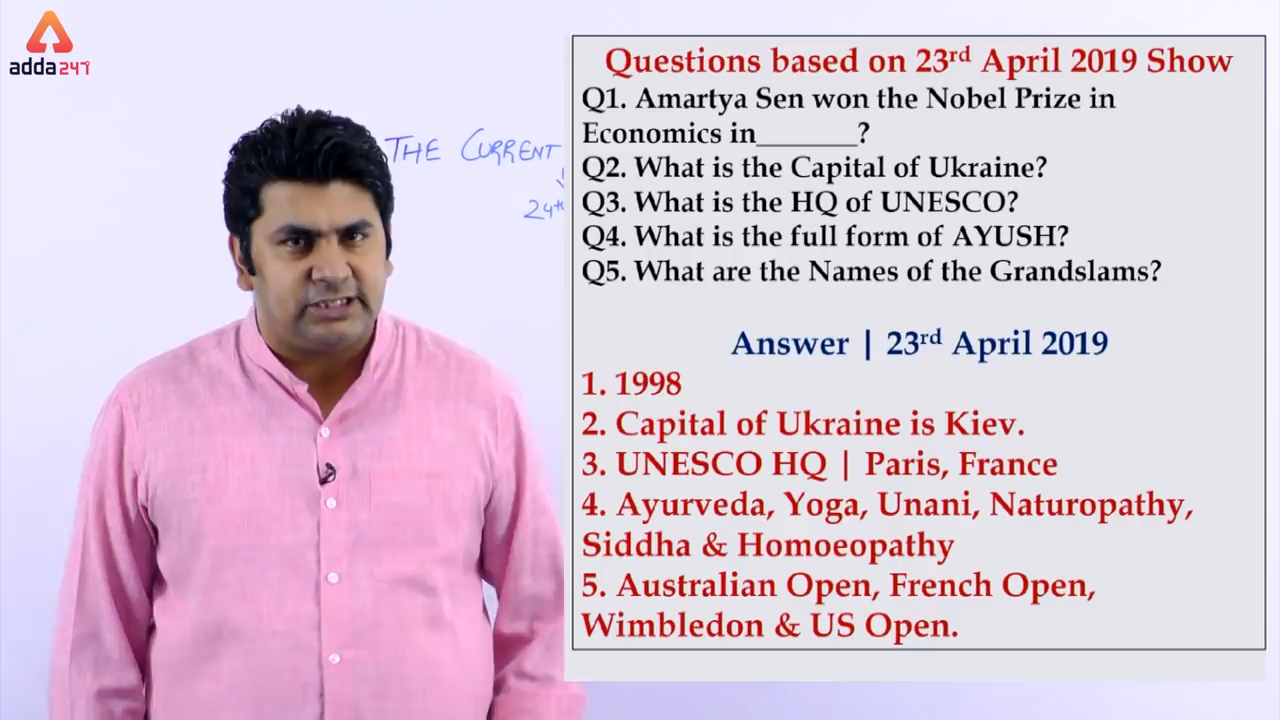 adda247
THE CURRENT
24th
Questions based on 23rd April 2019 Show
Q1. Amartya Sen won the Nobel Prize in
Economics in________?
Q2. What is the Capital of Ukraine?
Q3. What is the HQ of UNESCO?
Q4. What is the full form of AYUSH?
Q5. What are the Names of the Grandslams?
Answer | 23rd April 2019
1. 1998
2. Capital of Ukraine is Kiev.
3. UNESCO HQ | Paris, France
4. Ayurveda, Yoga, Unani, Naturopathy,
Siddha & Homoeopathy
5. Australian Open, French Open,
Wimbledon & US Open.